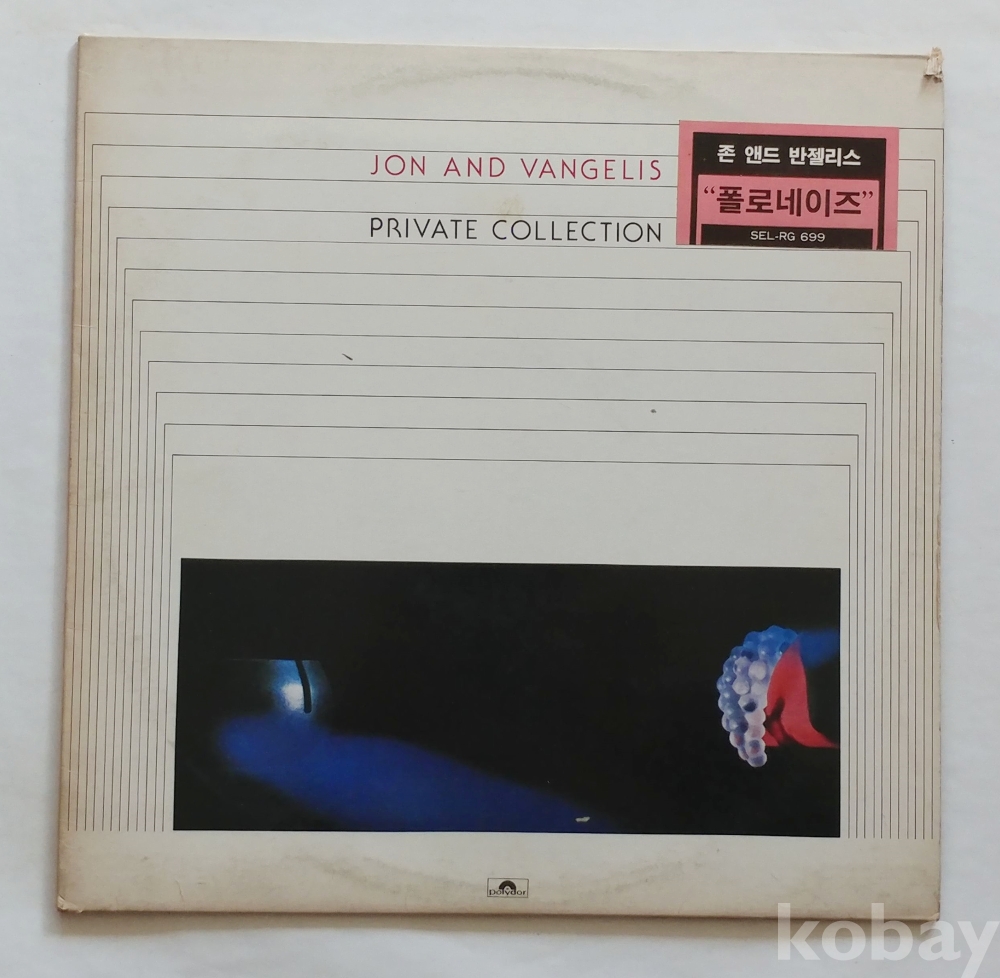 JON AND VANGELIS
PRIVATE COLLECTION
존 앤드 반젤리스
“폴로네이즈”
SEL-RG 699
polydor
kobay